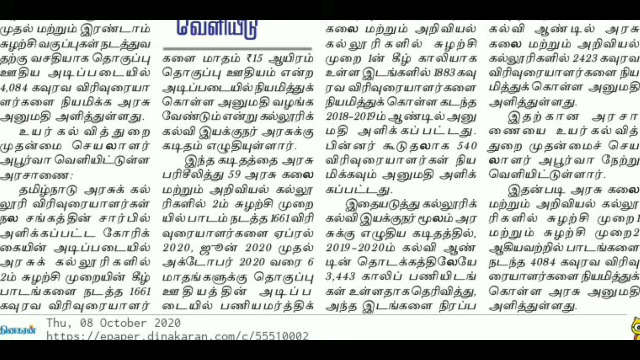 முதல் மற்றும் இரண்டாம்
சுழற்சி வகுப்புகள் நடத்துவ
தற்கு வசதியாக தொகுப்பு
ஊதிய அடிப்படையில்
4,084 கவுரவ விரிவுரையா
ளர்களை நியமிக்க அரசு
அனுமதி அளித்துள்ளது.
உயர் கல்வித்துறை
முதன்மை செயலாளர்
அபூர்வா வெளியிட்டுள்ள
அரசாணை:
தமிழ்நாடு அரசுக் கல்
லூரி விரிவுரையாளர்கள்
நல சங்கத்தின் சார்பில்
அளிக்கப்பட்ட கோரிக்
கையின் அடிப்படையில்
அரசுக் கல்லூரிகளில்
2ம் சுழற்சி முறையின் கீழ்
பாடங்களை நடத்த 1661
கவுரவ விரிவுரையாளர்
வெளியீடு
களை மாதம் ₹15 ஆயிரம்
தொகுப்பு ஊதியம் என்ற
அடிப்படையில் நியமித்துக்
கொள்ள அனுமதி வழங்க
வேண்டும் என்று கல்லூரிக்
கல்வி இயக்குநர் அரசுக்கு
கடிதம் எழுதியுள்ளார்.
இந்த கடிதத்தை அரசு
பரிசீலித்து 59 அரசு கலை
மற்றும் அறிவியல் கல்லூ
ரிகளில் 2ம் சுழற்சி முறை
யில் பாடம் நடத்த 1661 விரி
வுரையாளர்களை ஏப்ரல்
2020, ஜூன் 2020 முதல்
அக்டோபர் 2020 வரை 6
மாதங்களுக்கு தொகுப்பு
ஊதியத்தின் அடிப்ப
டையில் பணியமர்த்திக்
கலை மற்றும் அறிவியல்
கல்லூரிகளில் சுழற்சி
முறை 1ன் கீழ் காலியாக
உள்ள இடங்களில் 1883 கவுர
விரிவுரையாளர்களை
நியமித்துக் கொள்ள கடந்த
2018-2019ம் ஆண்டில் அனு
மதி அளிக்கப்பட்டது.
பின்னர் கூடுதலாக 540
விரிவுரையாளர்கள் நிய
மிக்கவும் அனுமதி அளிக்
கப்பட்டது.
இதையடுத்து கல்லூரிக்
கல்வி இயக்குநர் மூலம் அர
சுக்கு எழுதிய கடிதத்தில்,
2019-2020ம் கல்வி ஆண்
டின் தொடக்கத்திலேயே
3,443 காலிப் பணியிடங்
கள் உள்ளதாக தெரிவித்து,
அந்த இடங்களை நிரப்ப
கல்வி ஆண்டில் அரசு
கலை மற்றும் அறிவியல்
கல்லூரிகளில் 2423 கவுரவ
விரிவுரையாளர்களை நிய
மித்துக் கொள்ள அனுமதி
அளித்துள்ளது.
இதற்கான அரசா
ணையை உயர் கல்வித்
துறை முதன்மைச் செய
லாளர் அபூர்வா நேற்று
வெளியிட்டுள்ளார்.
இதன்படி அரசு கலை
மற்றும் அறிவியல் கல்லூ
ரிகளில் சுழற்சி முறை 1
மற்றும் சுழற்சி முறை 2
ஆகியவற்றில் பாடங்களை
நடந்த 4084 கவுரவ விரிவு
ரையாளர்களை நியமித்துக்
கொள்ள அரசு அனுமதி
அளித்துள்ளது.
தினகரன்
Thu, 08 October 2020
https://epaper.dinakaran.com/c/55510002